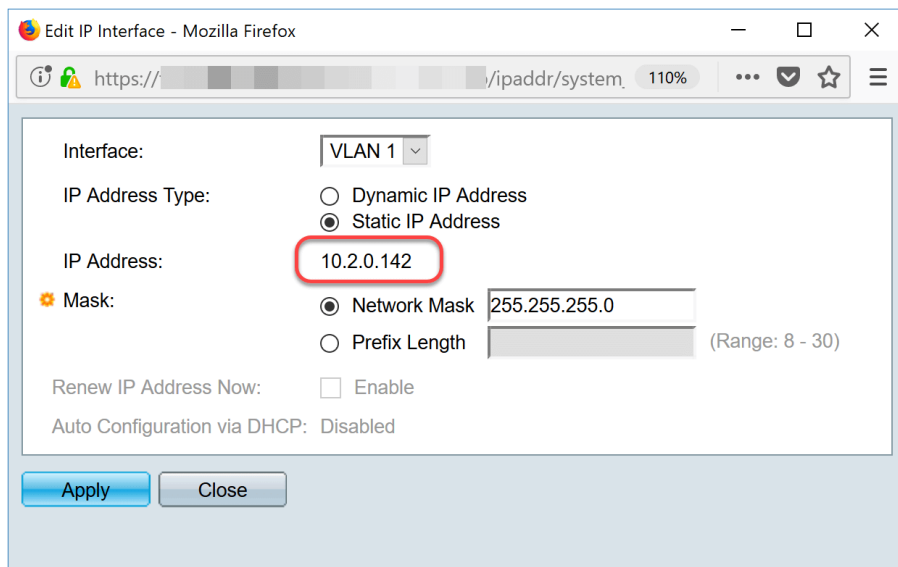 Edit IP Interface - Mozilla Firefox
https:// /ipaddr/system_ 110%
Interface: VLAN 1
IP Address Type: Dynamic IP Address
Static IP Address
IP Address: 10.2.0.142
Mask: Network Mask 255.255.255.0
Prefix Length (Range: 8 - 30)
Renew IP Address Now: Enable
Auto Configuration via DHCP: Disabled
Apply Close